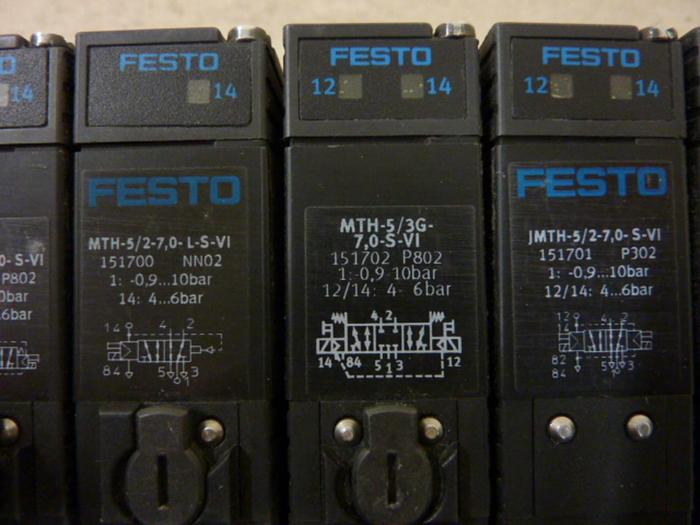 14
P802
FESTO
14
FESTO
MTH-5/2-7,0- L-S-VI
151700 NN02
1: -0,9...10bar
14: 4...6bar
14 4 2
84 5 1 3
FESTO
12 14
MTH-5/3G-
7,0-S-VI
151702 P802
1: -0,9 10bar
12/14: 4- 6bar
4 2
14 84 5 1 3 12
FESTO
12 14
FESTO
JMTH-5/2-7,0- S-VI
151701 P302
1: -0,9...10bar
12/14: 4...6bar
12
14 4 2
82
84 5 1 3